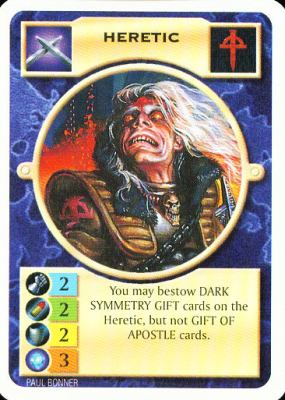 HERETIC
2
2
2
3
You may bestow DARK
SYMMETRY GIFT cards on the
Heretic, but not GIFT OF
APOSTLE cards.
PAUL BONNER